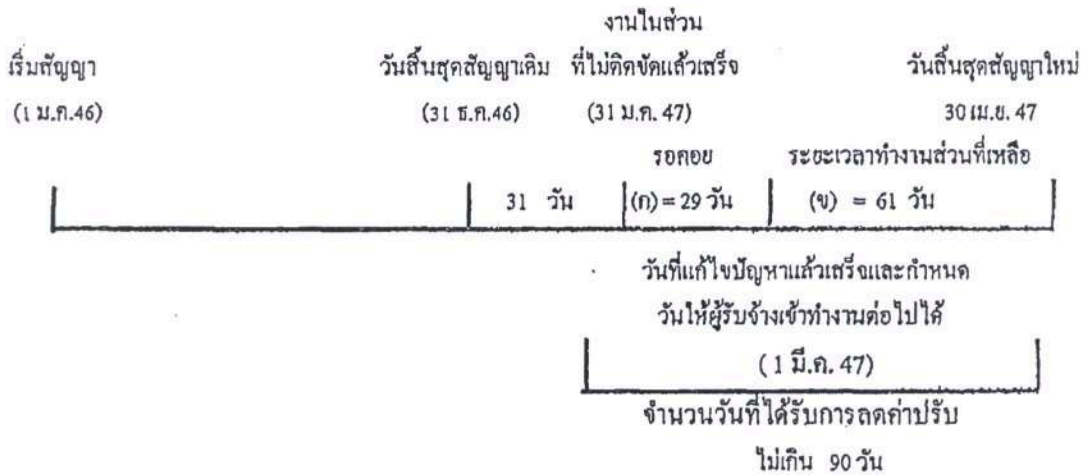 งานในส่วน
เริ่มสัญญา วันสิ้นสุดสัญญาเดิม ที่ไม่ติดขัดแล้วเสร็จ วันสิ้นสุดสัญญาใหม่
(1 ม.ค.46) (31 ธ.ค.46) (31 ม.ค. 47) 30 เม.ย. 47
รอคอย ระยะเวลาทำงานส่วนที่เหลือ
31 วัน (ก) = 29 วัน (ข) = 61 วัน
วันที่แก้ไขปัญหาแล้วเสร็จและกำหนด
วันให้ผู้รับจ้างเข้าทำงานต่อไปได้
(1 มี.ค. 47)
จำนวนวันที่ได้รับการลดค่าปรับ
ไม่เกิน 90 วัน